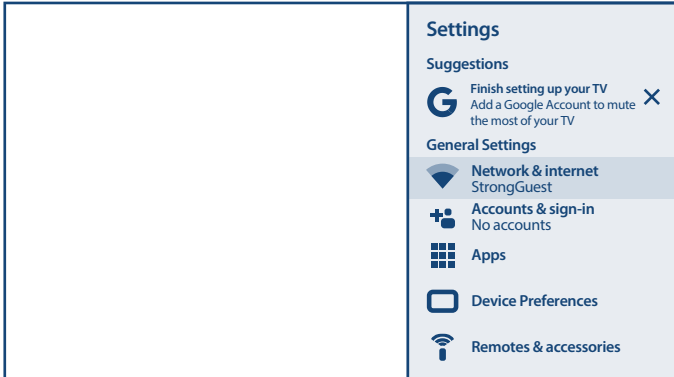 Settings
Suggestions
Finish setting up your TV
Add a Google Account to mute
the most of your TV
General Settings
Network & internet
StrongGuest
Accounts & sign-in
No accounts
Apps
Device Preferences
Remotes & accessories